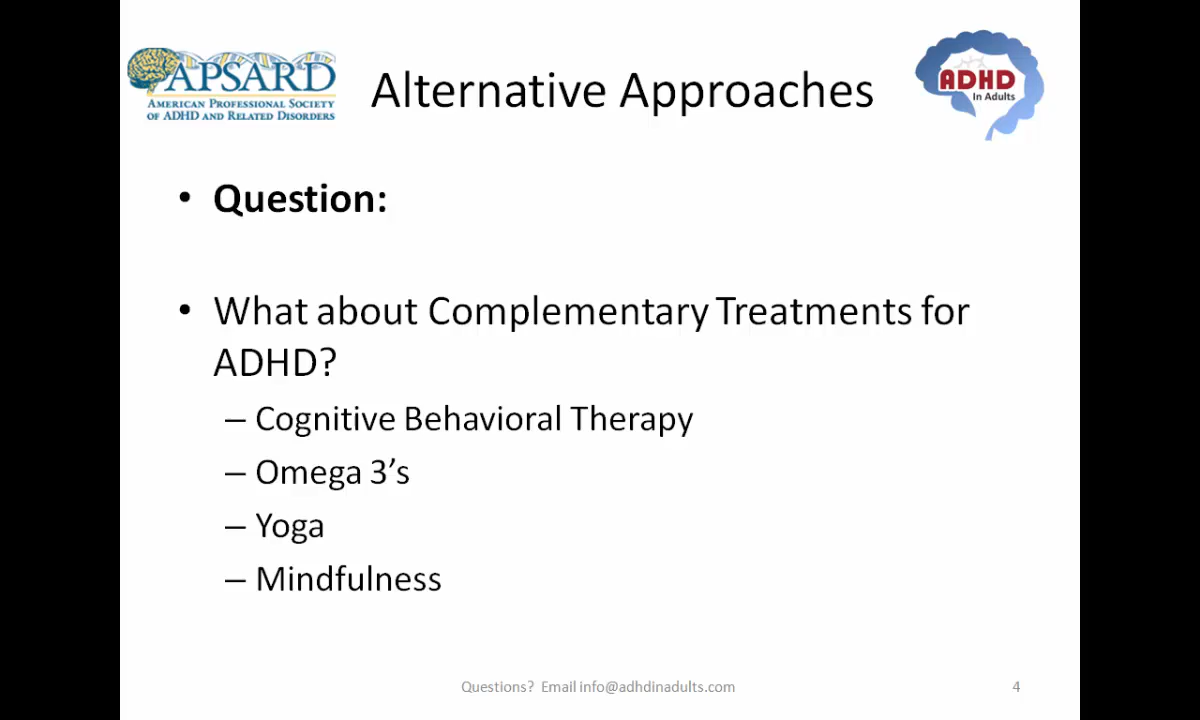 APSARD
AMERICAN PROFESSIONAL SOCIETY
OF ADHD AND RELATED DISORDERS
Alternative Approaches
ADHD
In Adults
• Question:
• What about Complementary Treatments for
ADHD?
– Cognitive Behavioral Therapy
– Omega 3’s
– Yoga
– Mindfulness
Questions? Email info@adhdinadults.com
4